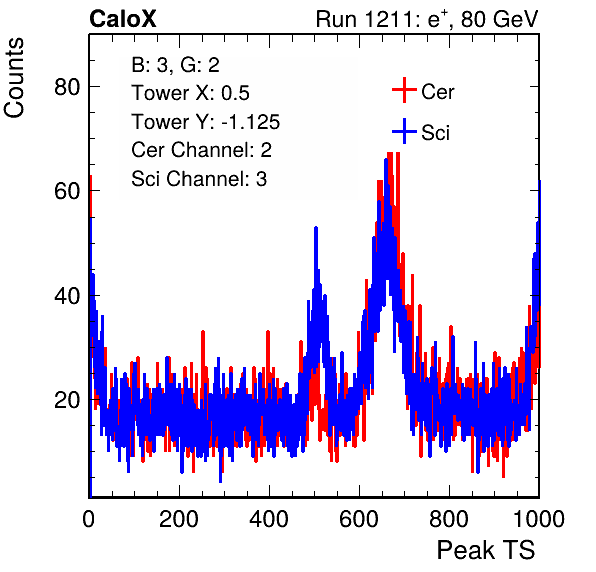 CaloX Run 1211: e⁺, 80 GeV
Counts
B: 3, G: 2
Tower X: 0.5
Tower Y: -1.125
Cer Channel: 2
Sci Channel: 3
Cer
Sci
80
60
40
20
0 200 400 600 800 1000
Peak TS